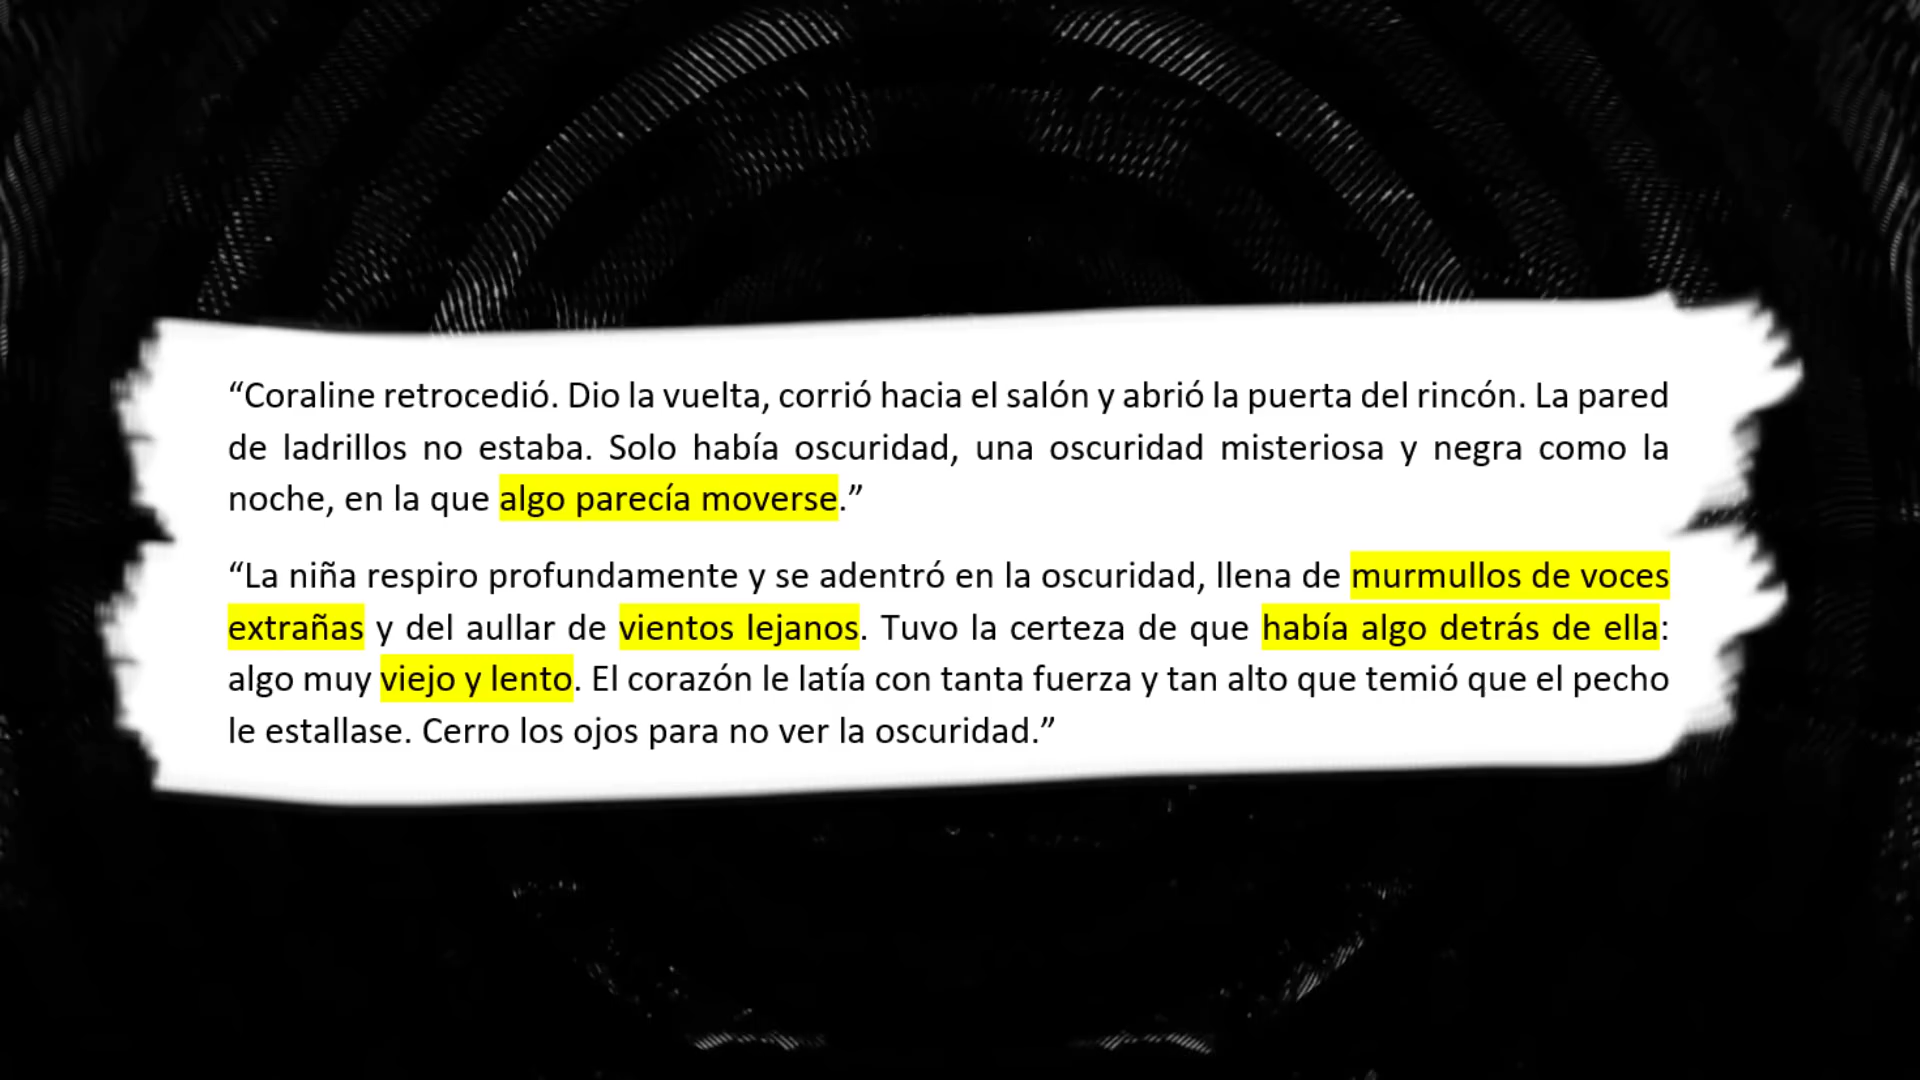 “Coraline retrocedió. Dio la vuelta, corrió hacia el salón y abrió la puerta del rincón. La pared
de ladrillos no estaba. Solo había oscuridad, una oscuridad misteriosa y negra como la
noche, en la que algo parecía moverse.”
“La niña respiro profundamente y se adentró en la oscuridad, llena de murmullos de voces
extrañas y del aullar de vientos lejanos. Tuvo la certeza de que había algo detrás de ella:
algo muy viejo y lento. El corazón le latía con tanta fuerza y tan alto que temió que el pecho
le estallase. Cerro los ojos para no ver la oscuridad.”